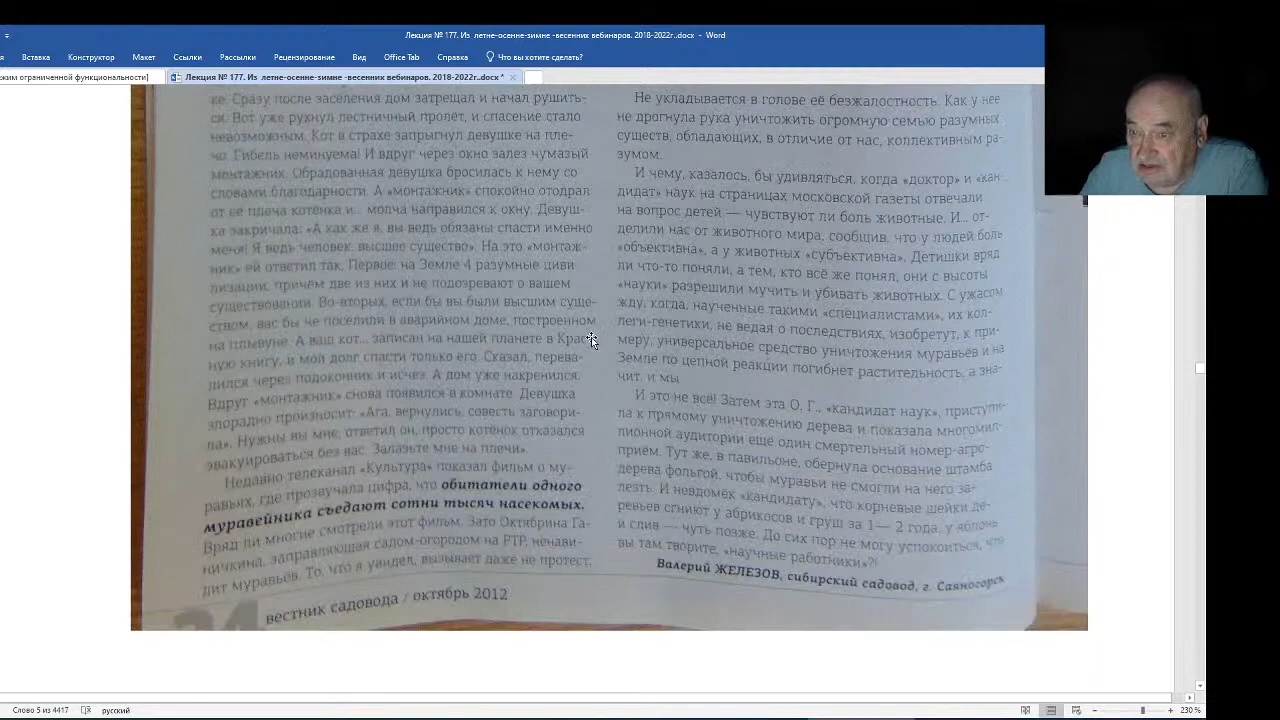 Лекция № 177. Из летне-осенне-зимне -весенних вебинаров. 2018-2022г..docx - Word
Вставка Конструктор Макет Ссылки Рассылки Рецензирование Вид Office Tab Справка Что вы хотите сделать?
жим ограниченной функциональности] Лекция № 177. Из летне-осенне-зимне -весенних вебинаров. 2018-2022г..docx *
ке. Сразу после заселения дом затрещал и начал рушить-
ся. Вот уже рухнул лестничный пролёт, и спасение стало
невозможным. Кот в страхе запрыгнул девушке на пле-
чо. Гибель неминуема! И вдруг через окно залез чумазый
монтажник. Обрадованная девушка бросилась к нему со
словами благодарности. А «монтажник» спокойно отодрал
от её плеча котёнка и... молча направился к окну. Девуш-
ка закричала: «А как же я, вы ведь обязаны спасти именно
меня! Я ведь человек, высшее существо». На это «монтаж-
ник» ей ответил так. Первое: на Земле 4 разумные циви
лизации, причём две из них и не подозревают о вашем
существовании. Во-вторых, если бы вы были высшим суще-
ством, вас бы не поселили в аварийном доме, построенном
на плывуне. А ваш кот... записан на нашей планете в Крас
ную книгу, и мой долг спасти только его. Сказал, перева-
лился через подоконник и исчез. А дом уже накренился.
Вдруг «монтажник» снова появился в комнате. Девушка
злорадно произносит: «Ага, вернулись, совесть заговори-
ла». Нужны вы мне, ответил он, просто котёнок отказался
эвакуироваться без вас. Залазьте мне на плечи».
Недавно телеканал «Культура» показал фильм о му-
равьях, где прозвучала цифра, что обитатели одного
муравейника съедают сотни тысяч насекомых.
Вряд ли многие смотрели этот фильм. Зато Октябрина Га-
ничкина, заправляющая садом-огородом на РТР, ненави-
дит муравьёв. То, что я увидел, вызывает даже не протест.
вестник садовода / октябрь 2012
Не укладывается в голове её безжалостность. Как у нее
не дрогнула рука уничтожить огромную семью разумных
существ, обладающих, в отличие от нас, коллективным ра-
зумом.
И чему, казалось, бы удивляться, когда «доктор» и «кан
дидат» наук на страницах московской газеты отвечали
на вопрос детей — чувствуют ли боль животные. И... от-
делили нас от животного мира, сообщив, что у людей боль
«объективна», а у животных «субъективна». Детишки вряд
ли что-то поняли, а тем, кто всё же понял, они с высоты
«науки» разрешили мучить и убивать животных. С ужасом
жду, когда, наученные такими «специалистами», их кол-
леги-генетики, не ведая о последствиях, изобретут, к при-
меру, универсальное средство уничтожения муравьёв и на
Земле по цепной реакции погибнет растительность, а зна-
чит, и мы
И это не всё! Затем эта О. Г., «кандидат наук», приступи-
ла к прямому уничтожению дерева и показала многомил-
лионной аудитории ещё один смертельный номер-агро-
приём. Тут же, в павильоне, обернула основание штамба
дерева фольгой, чтобы муравьи не смогли на него за-
лезть. И невдомёк «кандидату», что корневые шейки де-
ревьев сгниют у абрикосов и груш за 1— 2 года, у яблонь
и слив — чуть позже. До сих пор не могу успокоиться, что
вы там творите, «научные работники»?!
Валерий ЖЕЛЕЗОВ, сибирский садовод, г. Саяногорск
Слово 5 из 4417 русский 230 %